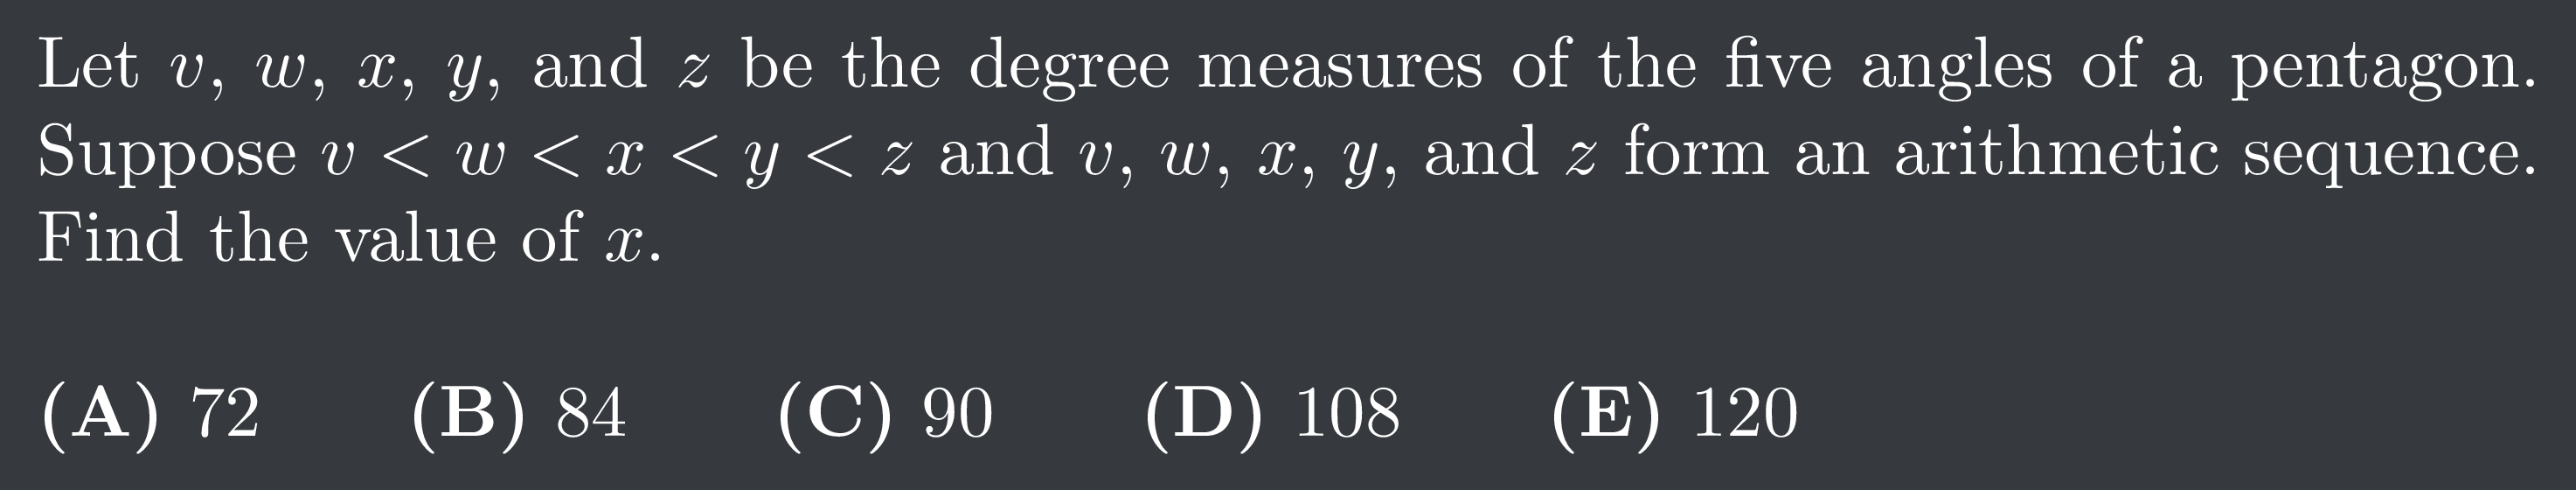 Let v, w, x, y, and z be the degree measures of the five angles of a pentagon.
Suppose v < w < x < y < z and v, w, x, y, and z form an arithmetic sequence.
Find the value of x.
(A) 72 (B) 84 (C) 90 (D) 108 (E) 120